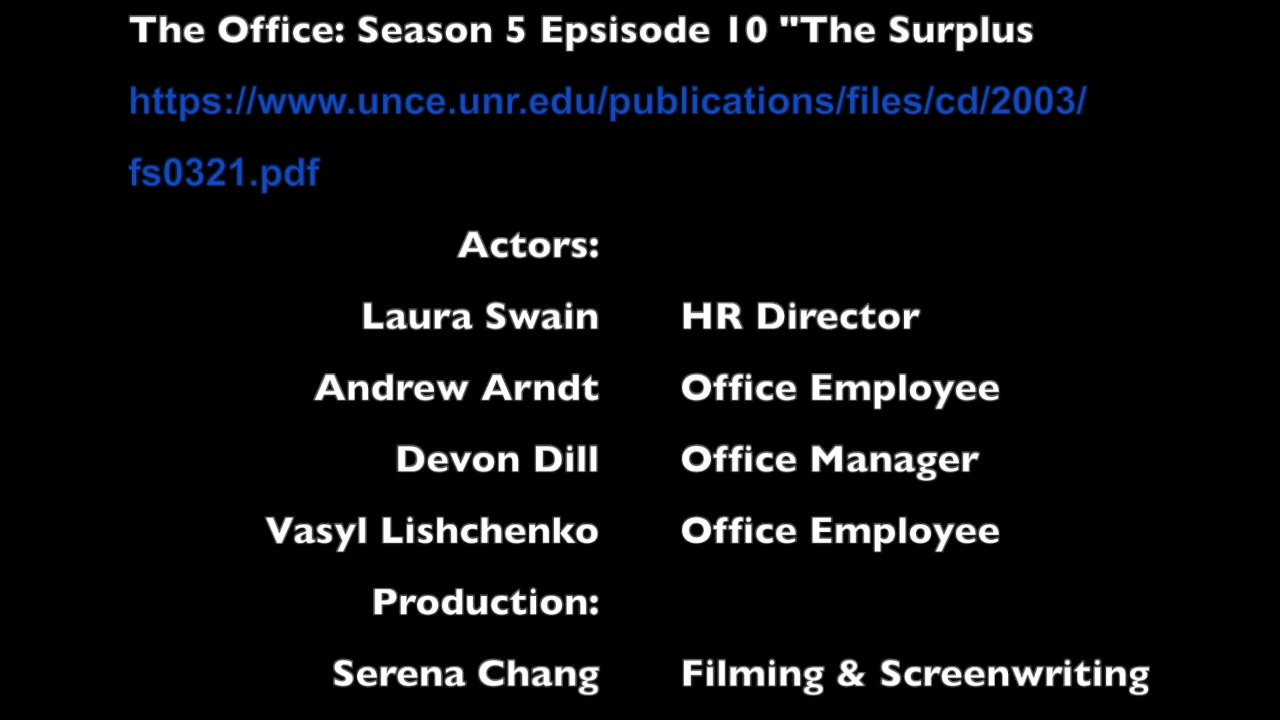 The Office: Season 5 Epsisode 10 "The Surplus
https://www.unce.unr.edu/publications/files/cd/2003/
fs0321.pdf
Actors:
Laura Swain HR Director
Andrew Arndt Office Employee
Devon Dill Office Manager
Vasyl Lishchenko Office Employee
Production:
Serena Chang Filming & Screenwriting